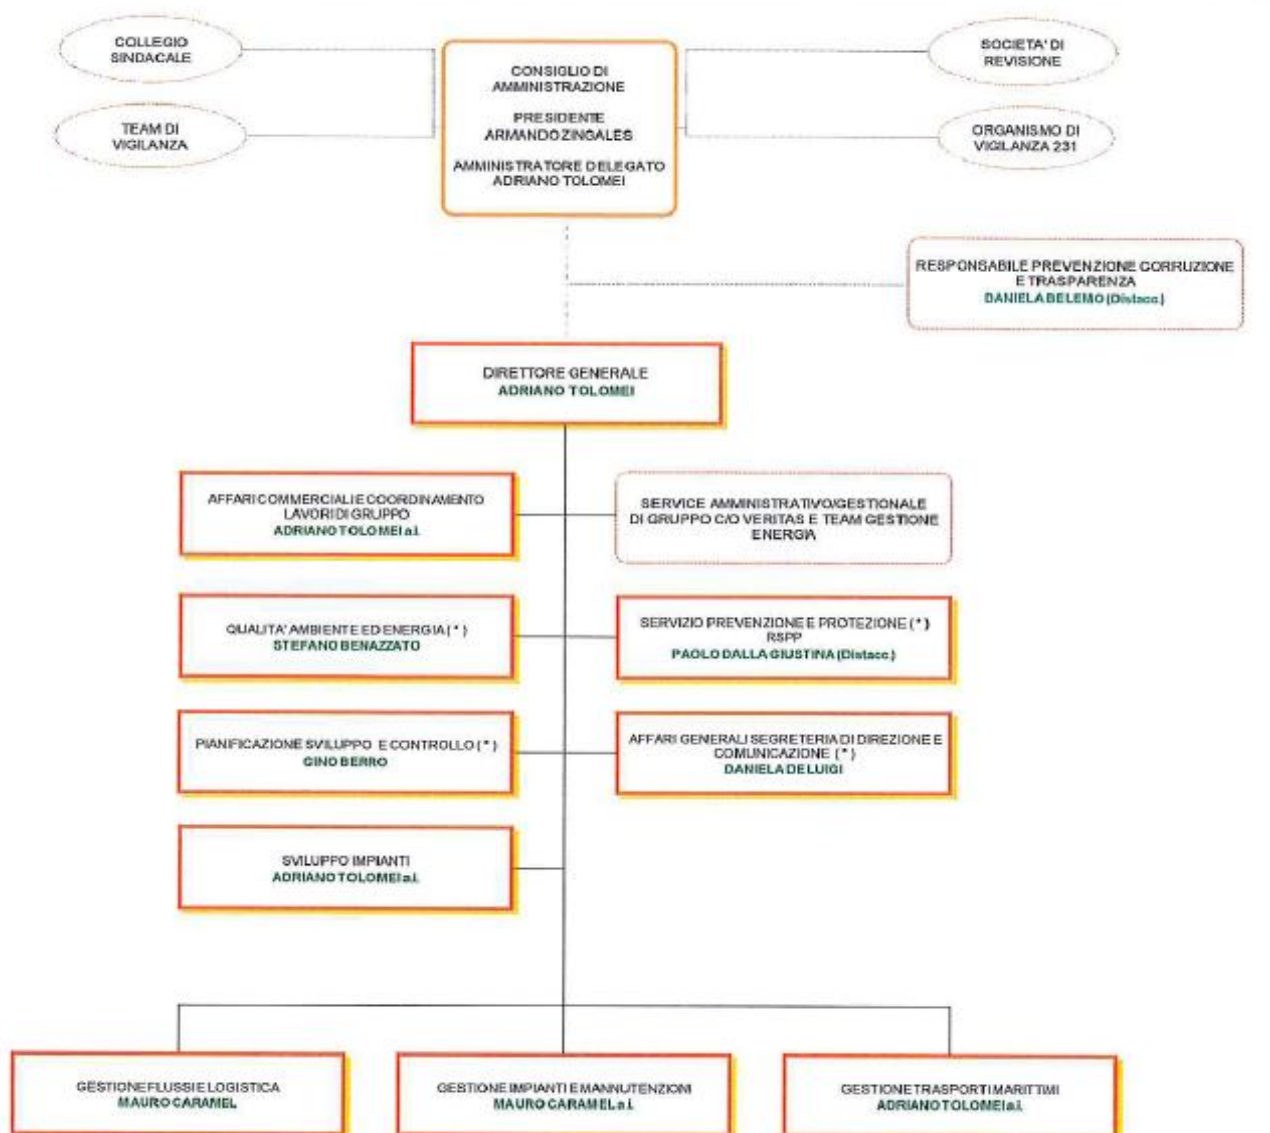 COLLEGIO
SINDACALE
TEAM DI
VIGILANZA
CONSIGLIO DI
AMMINISTRAZIONE
PRESIDENTE
ARMANDO ZINGALES
AMMINISTRATORE DELEGATO
ADRIANO TOLOMEI
SOCIETA' DI
REVISIONE
ORGANISMO DI
VIGILANZA 231
RESPONSABILE PREVENZIONE CORRUZIONE
E TRASPARENZA
DANIELA BELEMO (Distacc.)
DIRETTORE GENERALE
ADRIANO TOLOMEI
AFFARI COMMERCIALI E COORDINAMENTO
LAVORI DI GRUPPO
ADRIANO TOLOMEI a.i.
SERVICE AMMINISTRATIVO/GESTIONALE
DI GRUPPO C/O VERITAS E TEAM GESTIONE
ENERGIA
QUALITA' AMBIENTE ED ENERGIA ( * )
STEFANO BENAZZATO
SERVIZIO PREVENZIONE E PROTEZIONE ( * )
RSPP
PAOLO DALLA GIUSTINA (Distacc.)
PIANIFICAZIONE SVILUPPO E CONTROLLO ( * )
GINO BERRO
AFFARI GENERALI SEGRETERIA DI DIREZIONE E
COMUNICAZIONE ( * )
DANIELA DE LUIGI
SVILUPPO IMPIANTI
ADRIANO TOLOMEI a.i.
GESTIONE FLUSSI E LOGISTICA
MAURO CARAMEL
GESTIONE IMPIANTI E MANNUTENZIONI
MAURO CARAMEL a.i.
GESTIONE TRASPORTI MARITTIMI
ADRIANO TOLOMEI a.i.